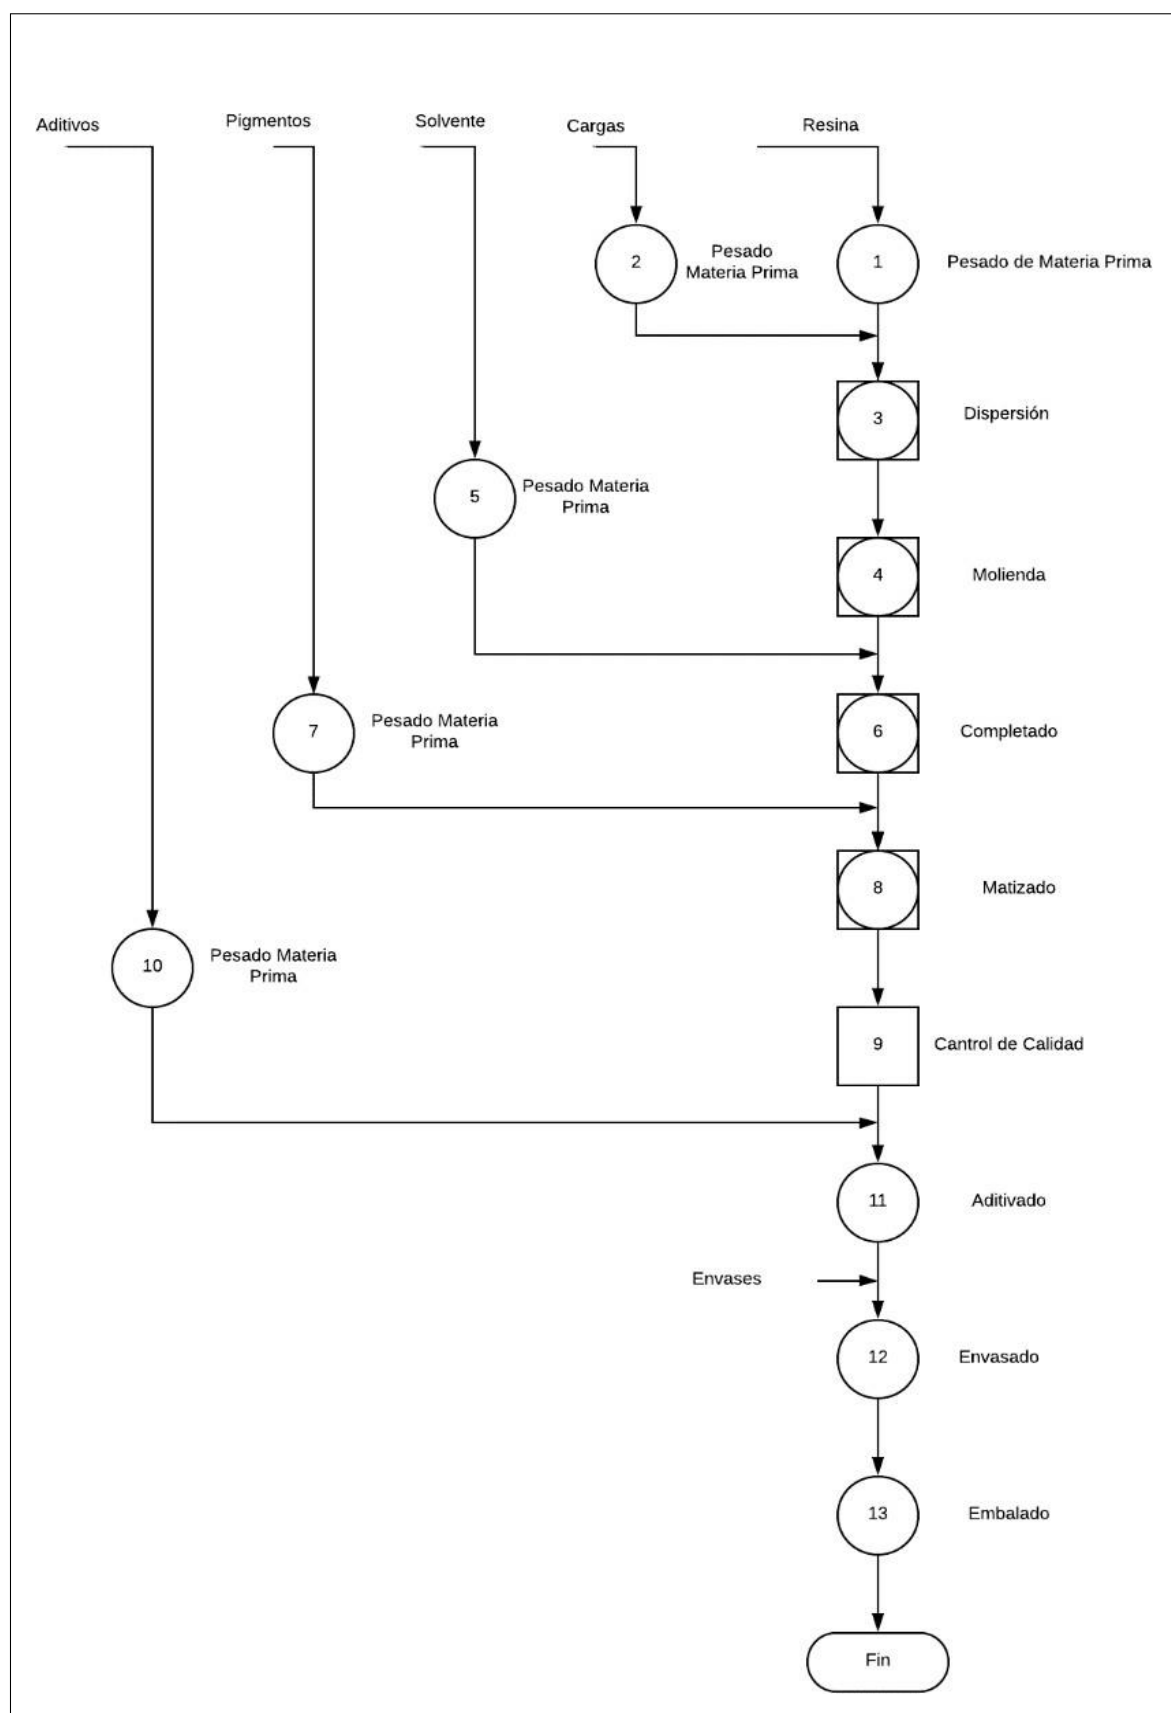 Aditivos
Pigmentos
Solvente
Cargas
Resina
2
Pesado
Materia Prima
1
Pesado de Materia Prima
3
Dispersión
5
Pesado Materia
Prima
4
Molienda
7
Pesado Materia
Prima
6
Completado
8
Matizado
10
Pesado Materia
Prima
9
Cantrol de Calidad
11
Aditivado
Envases
12
Envasado
13
Embalado
Fin